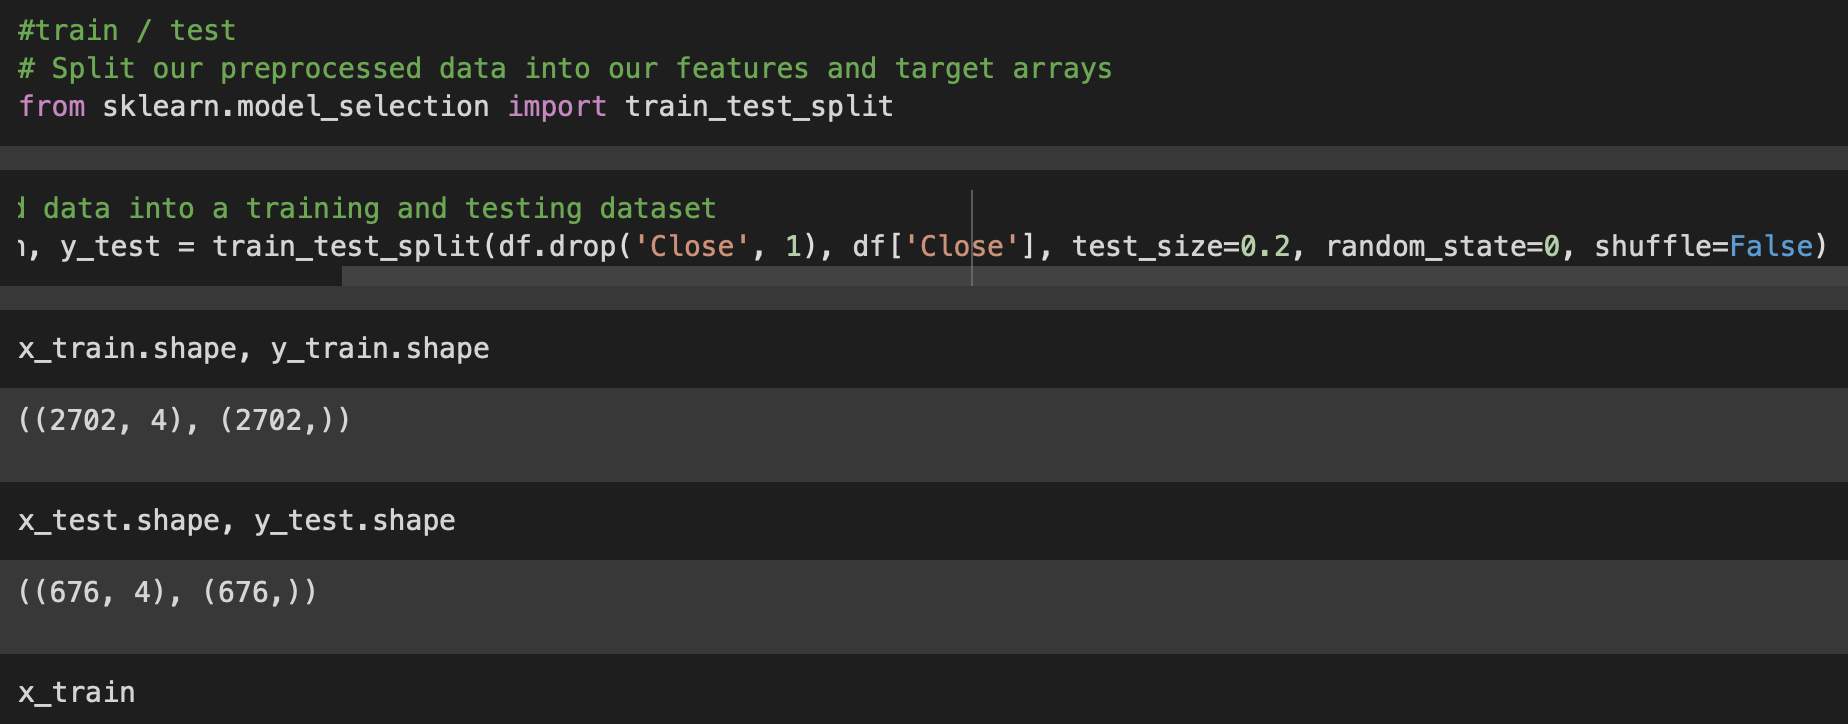 #train / test
# Split our preprocessed data into our features and target arrays
from sklearn.model_selection import train_test_split
data into a training and testing dataset
, y_test = train_test_split(df.drop('Close', 1), df['Close'], test_size=0.2, random_state=0, shuffle=False)
x_train.shape, y_train.shape
((2702, 4), (2702,))
x_test.shape, y_test.shape
((676, 4), (676,))
x_train